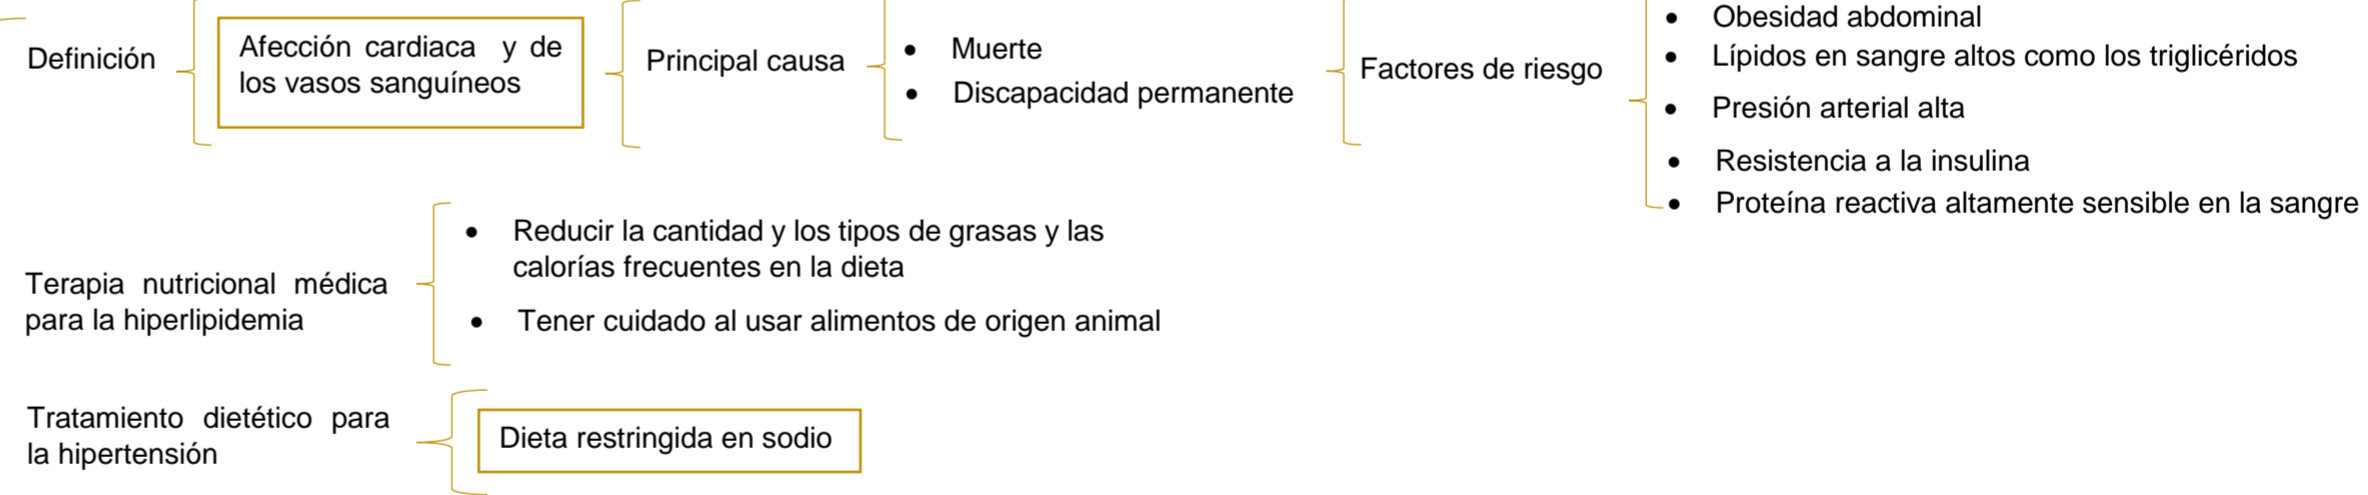 Definición
Afección cardiaca y de
los vasos sanguíneos
Principal causa
• Muerte
• Discapacidad permanente
Factores de riesgo
• Obesidad abdominal
• Lípidos en sangre altos como los triglicéridos
• Presión arterial alta
• Resistencia a la insulina
• Proteína reactiva altamente sensible en la sangre
Terapia nutricional médica
para la hiperlipidemia
• Reducir la cantidad y los tipos de grasas y las
calorías frecuentes en la dieta
• Tener cuidado al usar alimentos de origen animal
Tratamiento dietético para
la hipertensión
Dieta restringida en sodio